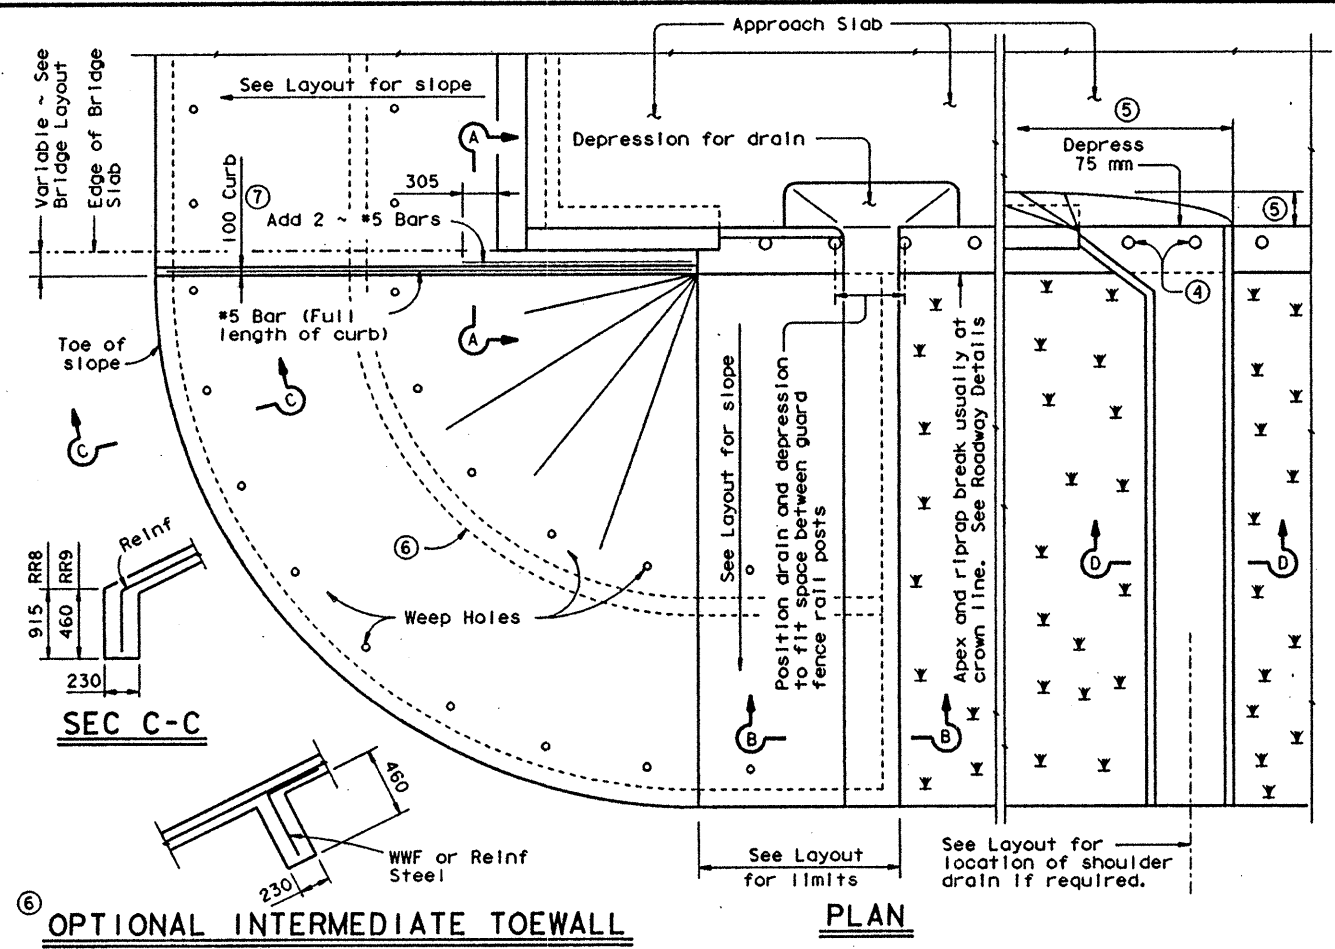 Approach Slab
Variable ~ See
Bridge Layout
Edge of Bridge
Slab
See Layout for slope
A
Depression for drain
5
Depress
75 mm
5
100 Curb
7
305
Add 2 ~ #5 Bars
#5 Bar (Full
length of curb)
A
4
Toe of
slope
C
C
See Layout for slope
Position drain and depression
to fit space between guard
fence rail posts
Apex and riprap break usually at
crown line. See Roadway Details
6
D
D
Reinf
915 RR8
460 RR9
230
Weep Holes
SEC C-C
B
B
460
WWF or Reinf
Steel
230
See Layout
for limits
See Layout for
location of shoulder
drain if required.
6 OPTIONAL INTERMEDIATE TOEWALL
PLAN